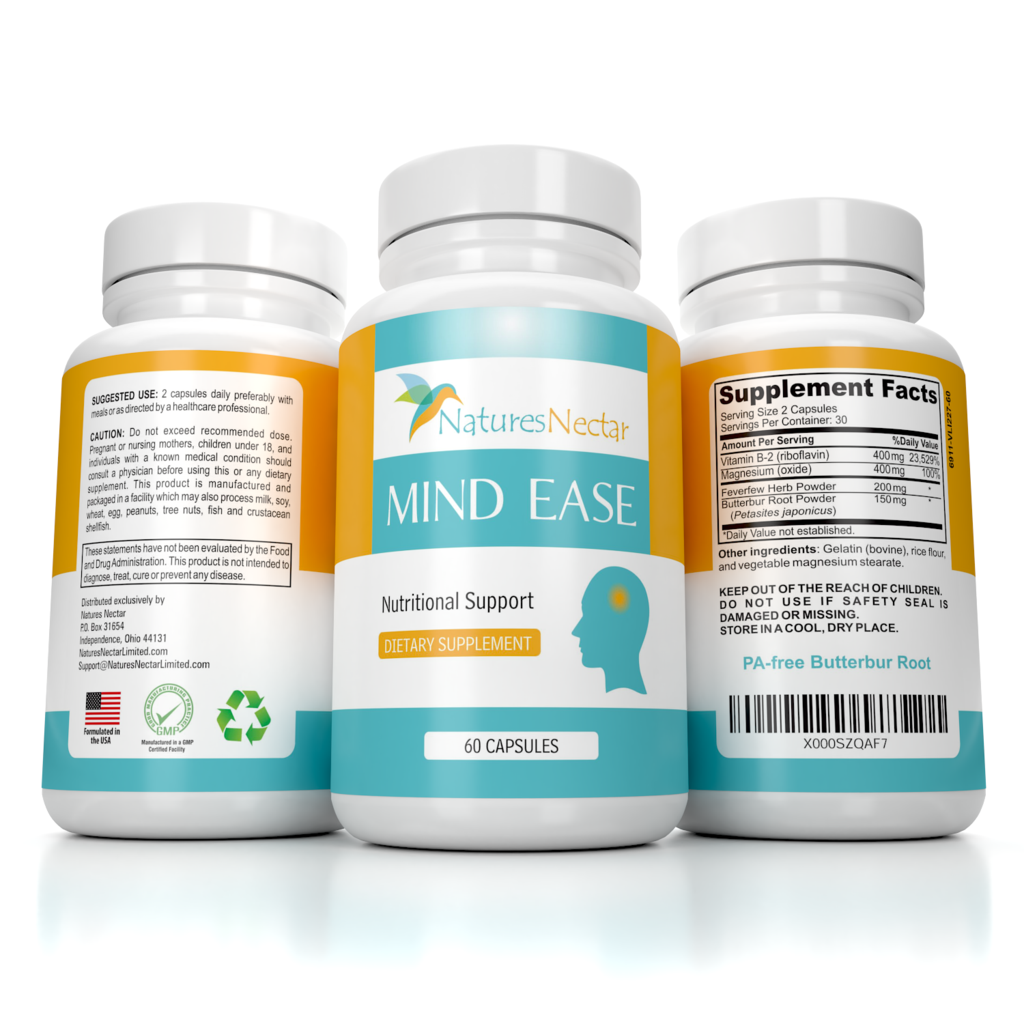 SUGGESTED USE: 2 capsules daily preferably with
meals or as directed by a healthcare professional.
CAUTION: Do not exceed recommended dose.
Pregnant or nursing mothers, children under 18, and
individuals with a known medical condition should
consult a physician before using this or any dietary
supplement. This product is manufactured and
packaged in a facility which may also process milk, soy,
wheat, egg, peanuts, tree nuts, fish and crustacean
shellfish.
These statements have not been evaluated by the Food
and Drug Administration. This product is not intended to
diagnose, treat, cure or prevent any disease.
Distributed exclusively by
Natures Nectar
P.O. Box 31654
Independence, Ohio 44131
NaturesNectarLimited.com
Support@NaturesNectarLimited.com
Formulated in
the USA
GOOD MANUFACTURING PRACTICE
GMP
Manufactured in a GMP
Certified Facility
NaturesNectar
MIND EASE
Nutritional Support
DIETARY SUPPLEMENT
60 CAPSULES
Supplement Facts
Serving Size 2 Capsules
Servings Per Container: 30
Amount Per Serving %Daily Value
Vitamin B-2 (riboflavin) 400mg 23,529%
Magnesium (oxide) 400mg 100%
Feverfew Herb Powder 200mg *
Butterbur Root Powder 150mg *
(Petasites japonicus)
*Daily Value not established.
6911-VLI227-60
Other ingredients: Gelatin (bovine), rice flour,
and vegetable magnesium stearate.
KEEP OUT OF THE REACH OF CHILDREN.
DO NOT USE IF SAFETY SEAL IS
DAMAGED OR MISSING.
STORE IN A COOL, DRY PLACE.
PA-free Butterbur Root
X000SZQAF7